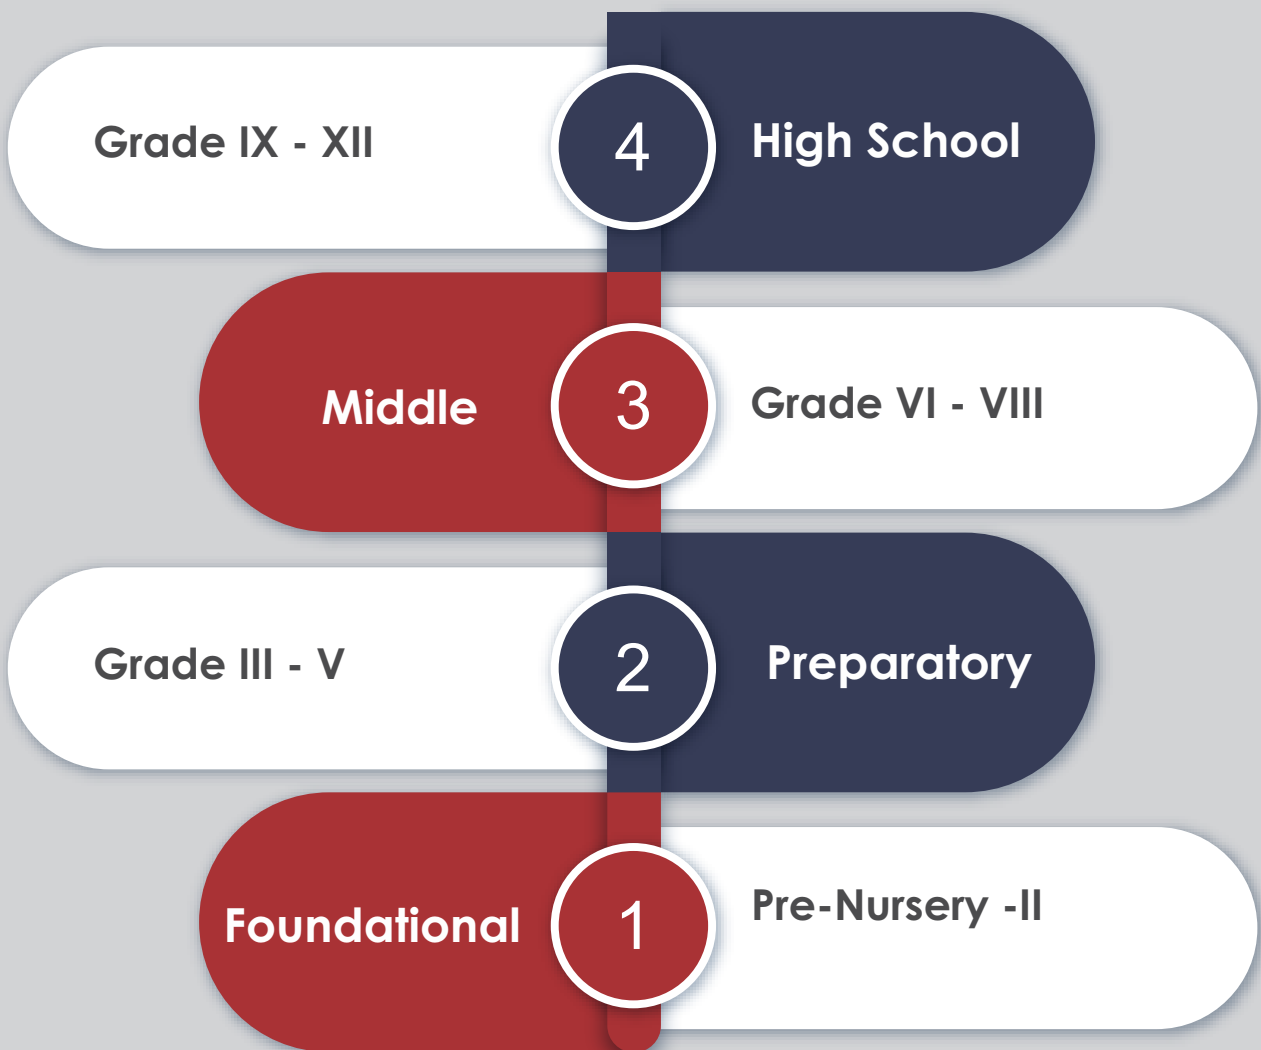 Grade IX - XII
4
High School
Middle
3
Grade VI - VIII
Grade III - V
2
Preparatory
Foundational
1
Pre-Nursery -II